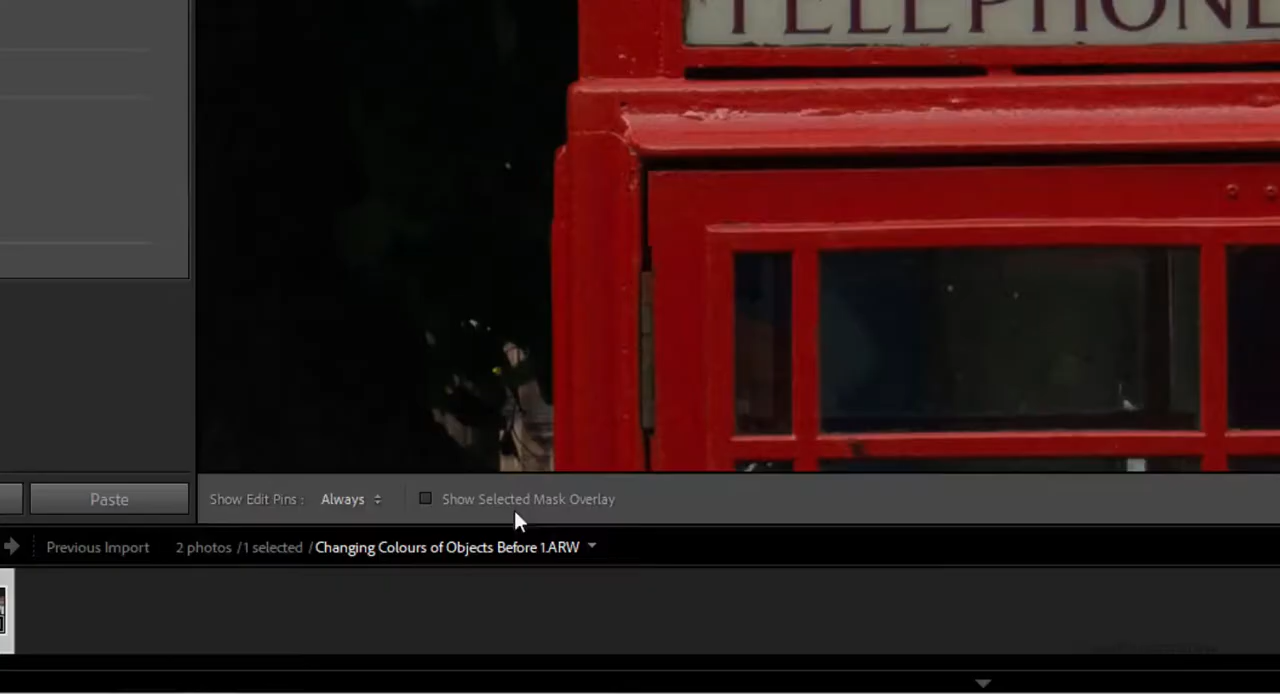 TELEPHONE
Paste
Show Edit Pins : Always
Show Selected Mask Overlay
Previous Import 2 photos / 1 selected / Changing Colours of Objects Before 1.ARW